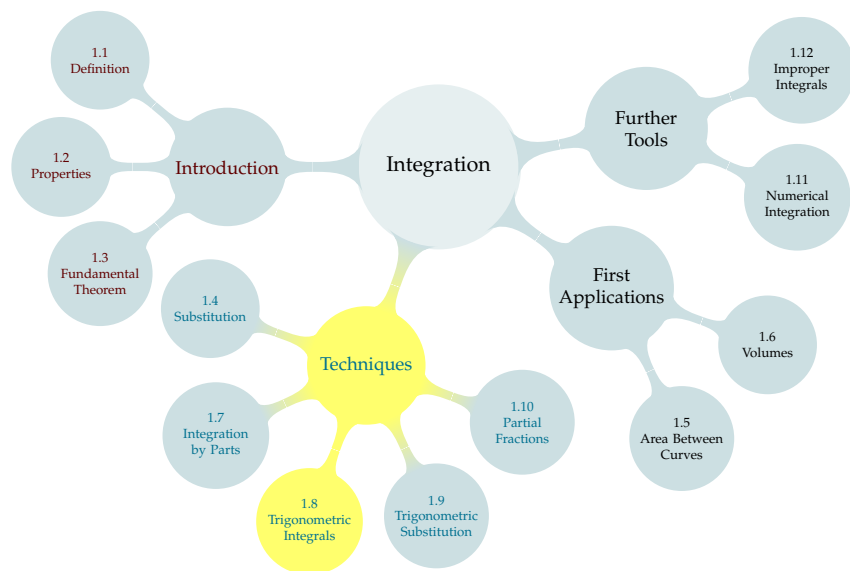 Integration
Introduction
1.1
Definition
1.2
Properties
1.3
Fundamental
Theorem
Techniques
1.4
Substitution
1.7
Integration
by Parts
1.8
Trigonometric
Integrals
1.9
Trigonometric
Substitution
1.10
Partial
Fractions
First
Applications
1.5
Area Between
Curves
1.6
Volumes
Further
Tools
1.11
Numerical
Integration
1.12
Improper
Integrals